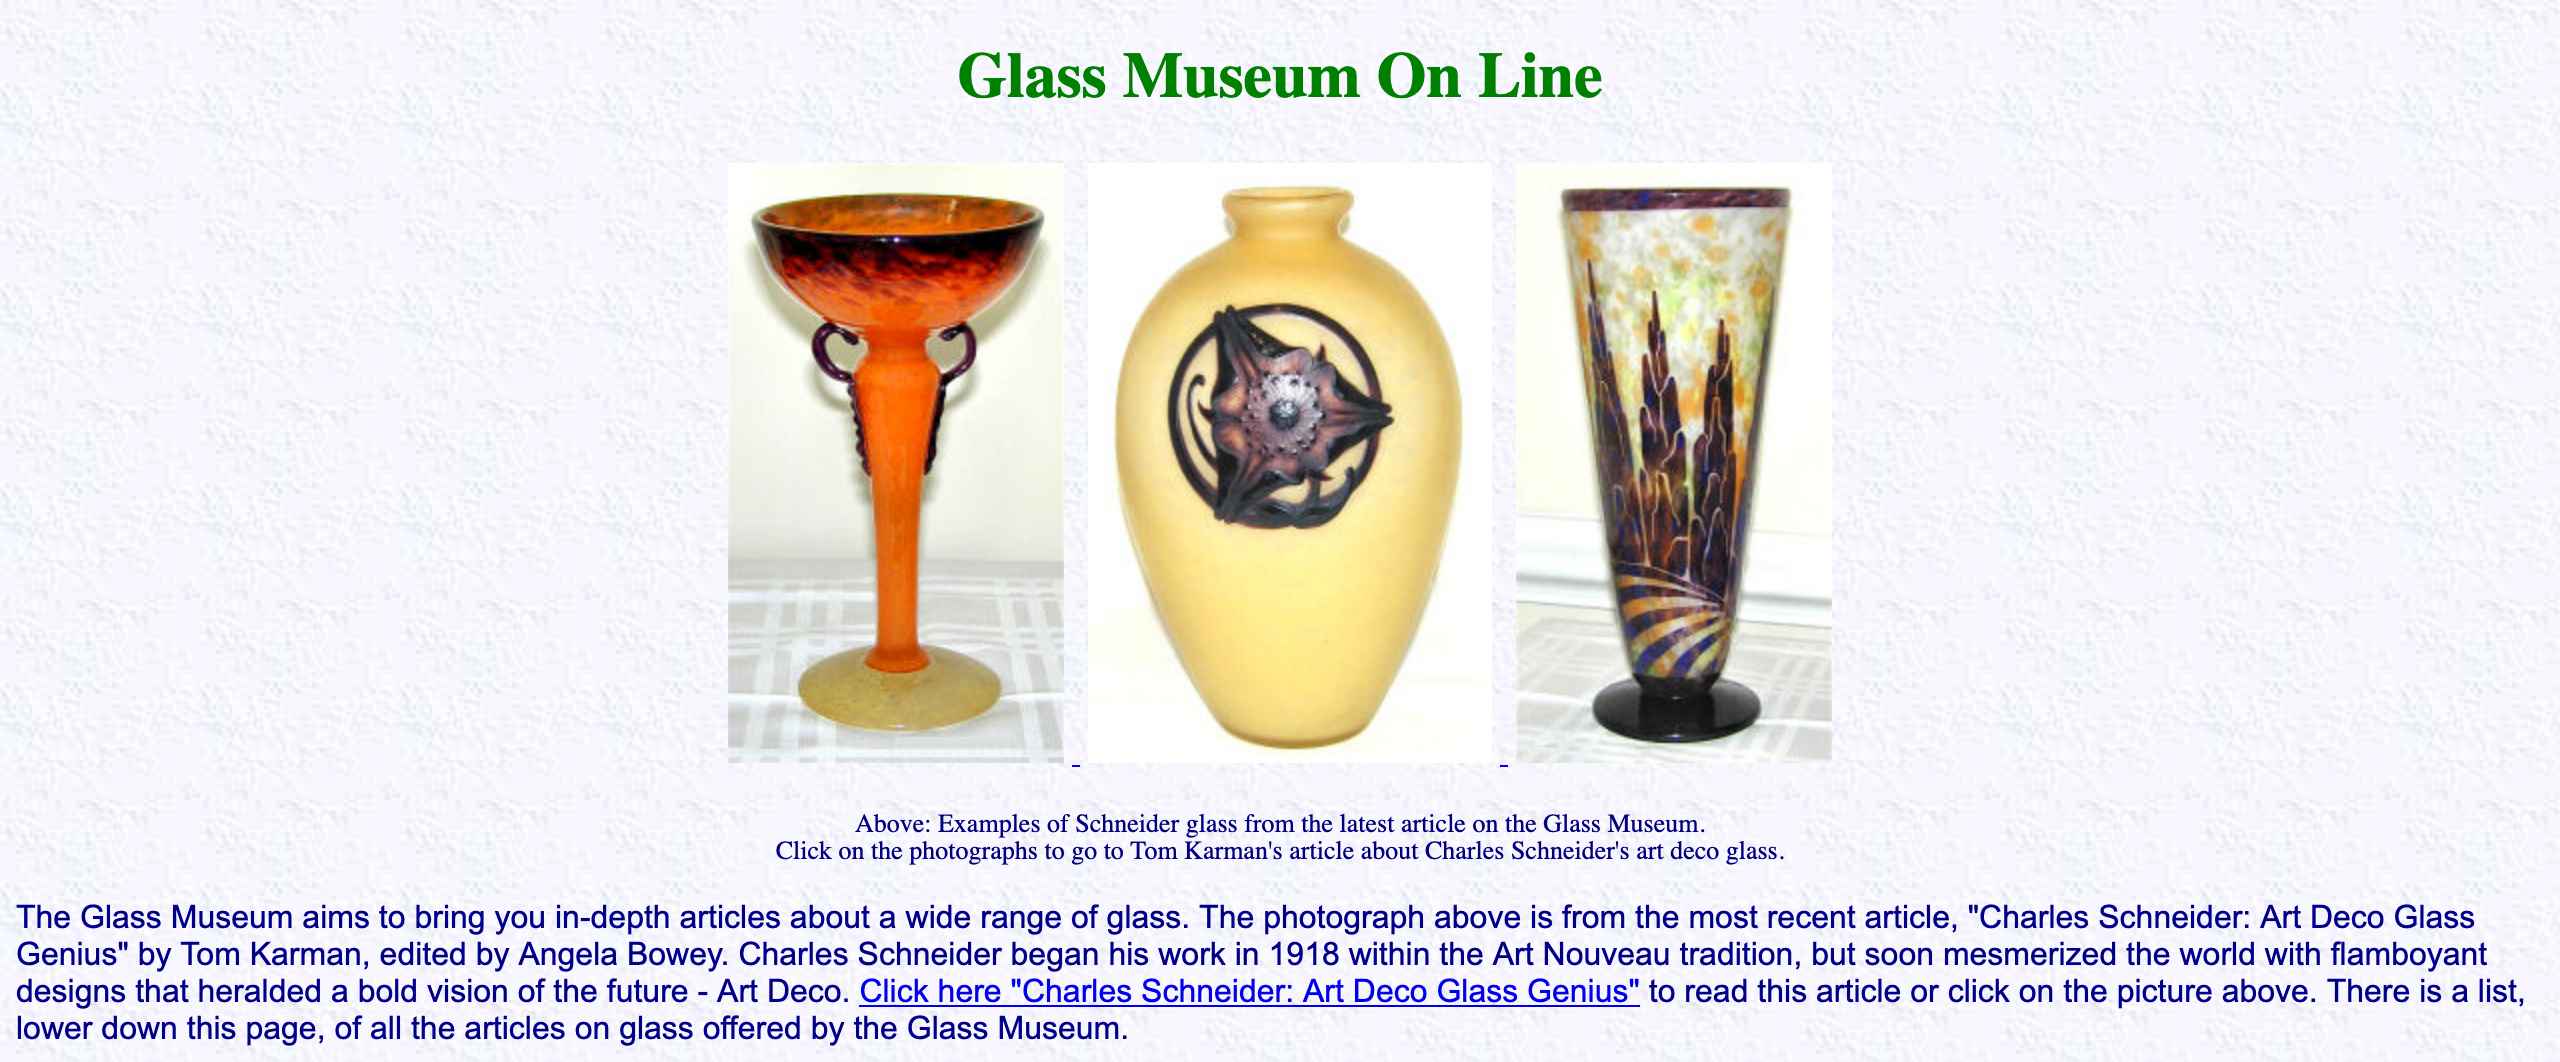 Glass Museum On Line
Above: Examples of Schneider glass from the latest article on the Glass Museum.
Click on the photographs to go to Tom Karman's article about Charles Schneider's art deco glass.
The Glass Museum aims to bring you in-depth articles about a wide range of glass. The photograph above is from the most recent article, "Charles Schneider: Art Deco Glass
Genius" by Tom Karman, edited by Angela Bowey. Charles Schneider began his work in 1918 within the Art Nouveau tradition, but soon mesmerized the world with flamboyant
designs that heralded a bold vision of the future - Art Deco. Click here "Charles Schneider: Art Deco Glass Genius" to read this article or click on the picture above. There is a list,
lower down this page, of all the articles on glass offered by the Glass Museum.